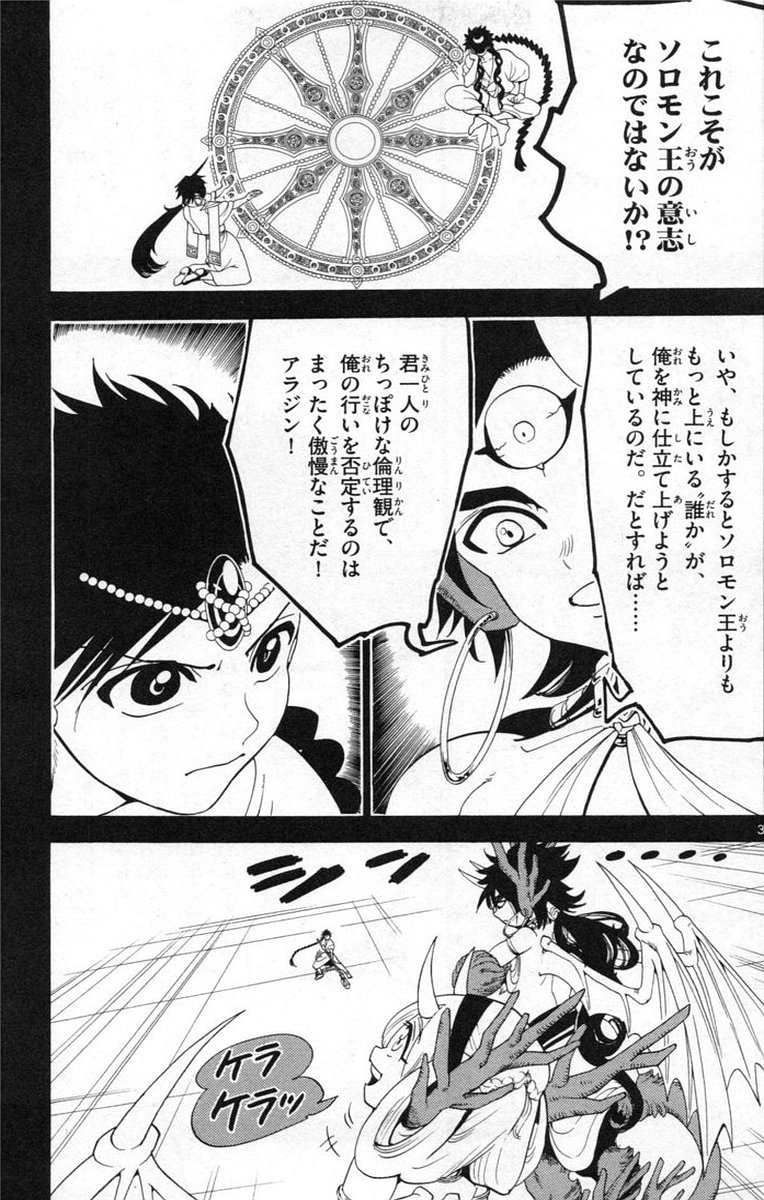 これこそが
ソロモン王の意志
なのではないか!?
いや、もしかするとソロモン王よりも
もっと上にいる〝誰か〟が、
俺を神に仕立て上げようと
しているのだ。だとすれば……
君一人の
ちっぽけな倫理観で、
俺の行いを否定するのは
まったく傲慢なことだ！
アラジン！
3
ケラ
ケラッ